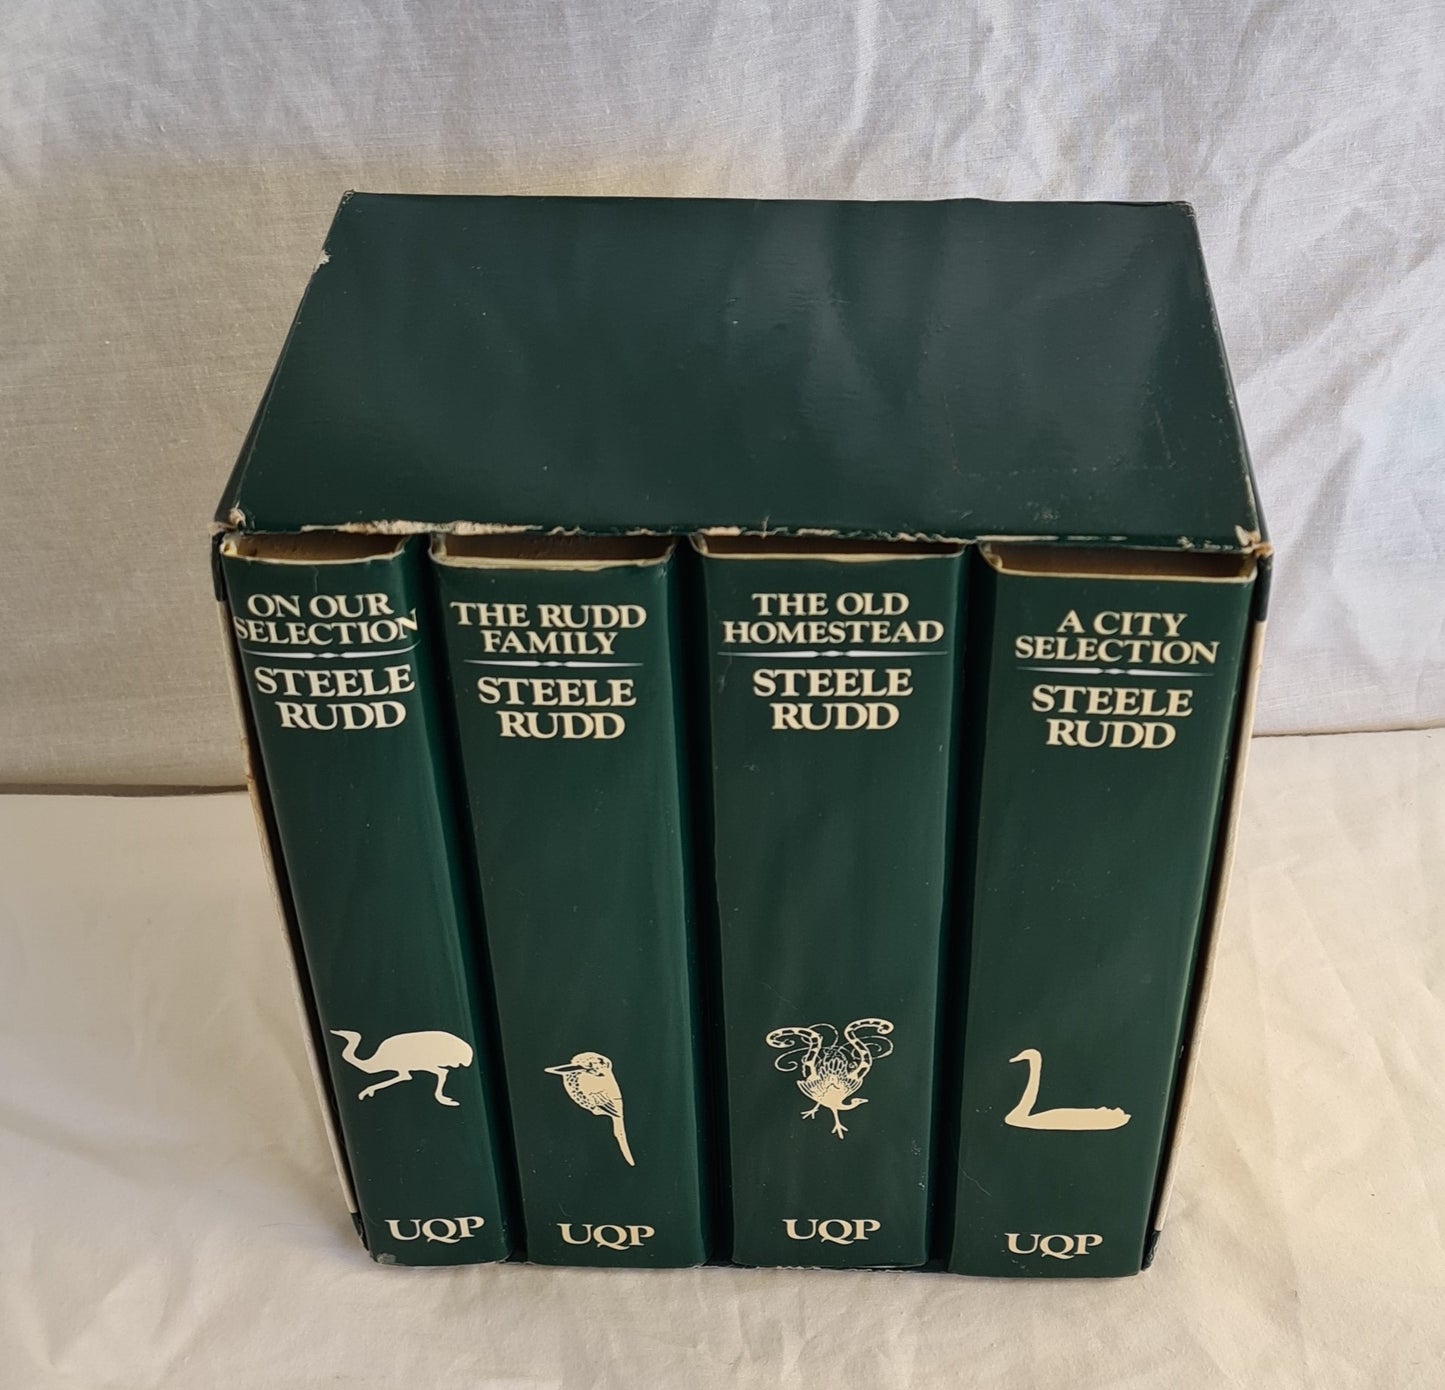 ON OUR
SELECTION
STEELE
RUDD
UQP
THE RUDD
FAMILY
STEELE
RUDD
UQP
THE OLD
HOMESTEAD
STEELE
RUDD
UQP
A CITY
SELECTION
STEELE
RUDD
UQP